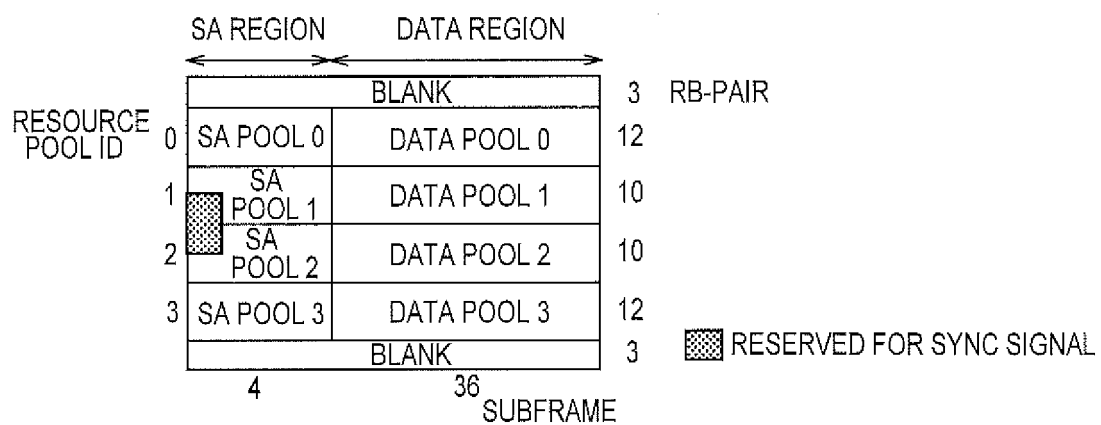 SA REGION DATA REGION
BLANK 3 RB-PAIR
RESOURCE
POOL ID 0 SA POOL 0 DATA POOL 0 12
1 SA
POOL 1 DATA POOL 1 10
2 SA
POOL 2 DATA POOL 2 10
3 SA POOL 3 DATA POOL 3 12
BLANK 3 RESERVED FOR SYNC SIGNAL
4 36
SUBFRAME